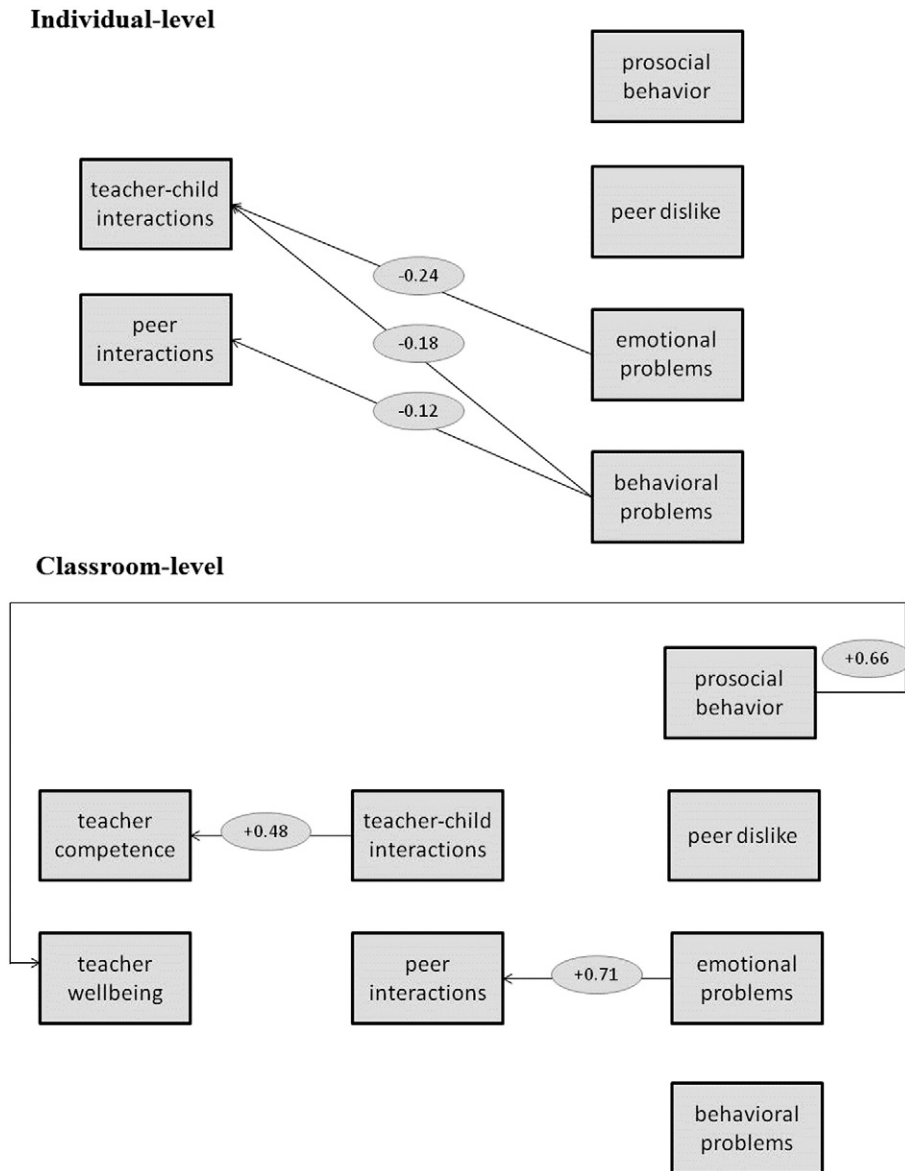 Individual-level
prosocial
behavior
teacher-child
interactions
peer dislike
-0.24
peer
interactions
-0.18
emotional
problems
-0.12
behavioral
problems
Classroom-level
+0.66
prosocial
behavior
teacher
competence
+0.48
teacher-child
interactions
peer dislike
teacher
wellbeing
peer
interactions
+0.71
emotional
problems
behavioral
problems